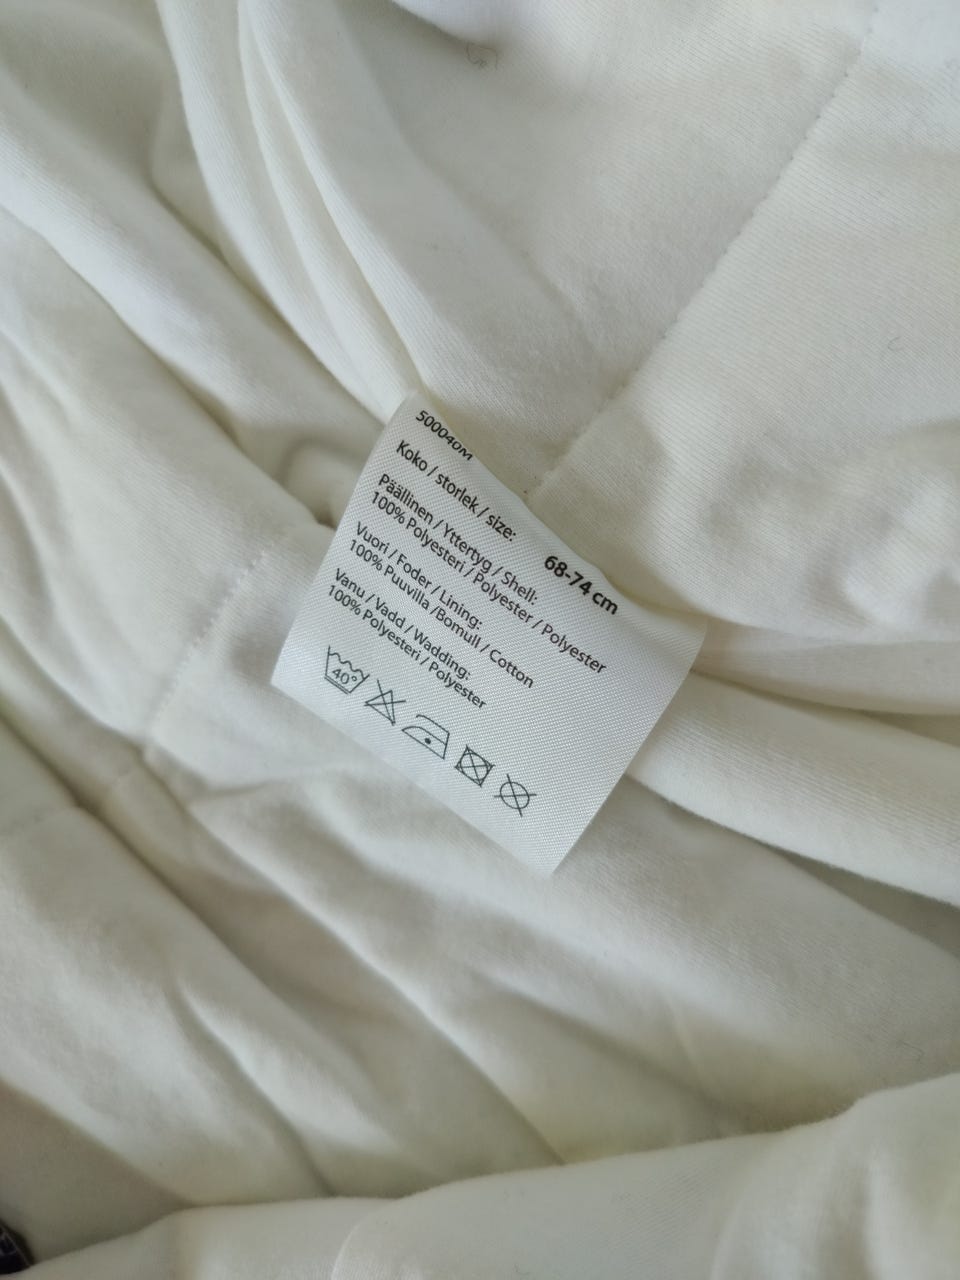 500040M
Koko / storlek / size: 68-74 cm
Päällinen / Yttertyg / Shell:
100% Polyesteri / Polyester / Polyester
Vuori / Foder / Lining:
100% Puuvilla /Bomull / Cotton
Vanu / Vadd / Wadding:
100% Polyesteri / Polyester
40°